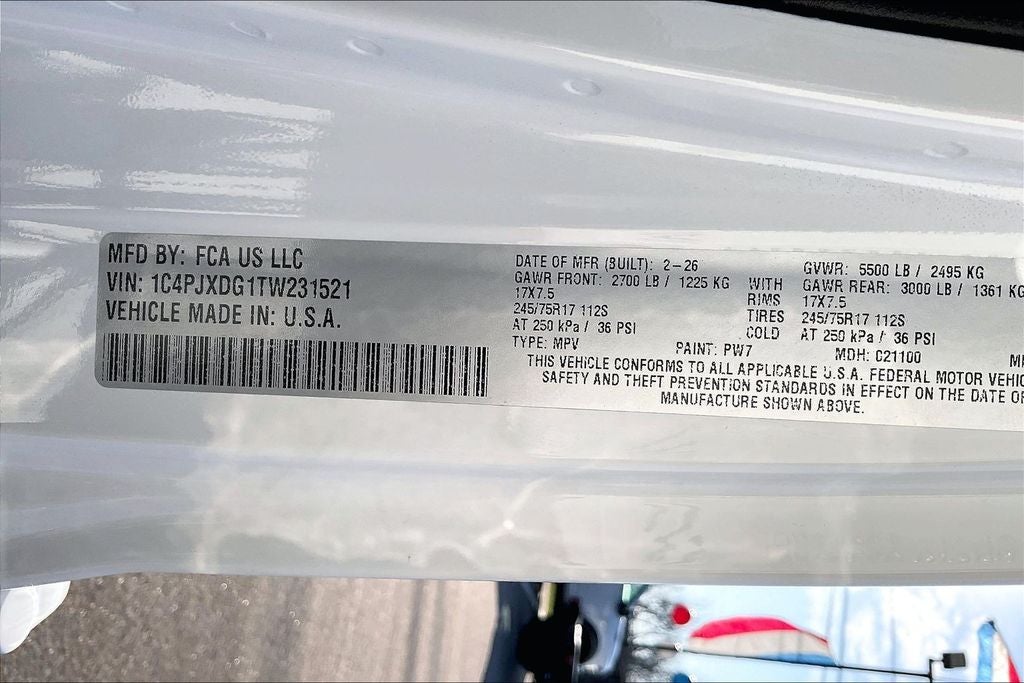 MFD BY: FCA US LLC
VIN: 1C4PJXDG1TW231521
VEHICLE MADE IN: U.S.A.
DATE OF MFR (BUILT): 2-26
GVWR: 5500 LB / 2495 KG
GAWR FRONT: 2700 LB / 1225 KG WITH GAWR REAR: 3000 LB / 1361 KG
17X7.5 RIMS 17X7.5
245/75R17 112S TIRES 245/75R17 112S
AT 250 kPa / 36 PSI COLD AT 250 kPa / 36 PSI
TYPE: MPV PAINT: PW7 MDH: 021100
THIS VEHICLE CONFORMS TO ALL APPLICABLE U.S.A. FEDERAL MOTOR VEHIC
SAFETY AND THEFT PREVENTION STANDARDS IN EFFECT ON THE DATE OF
MANUFACTURE SHOWN ABOVE.